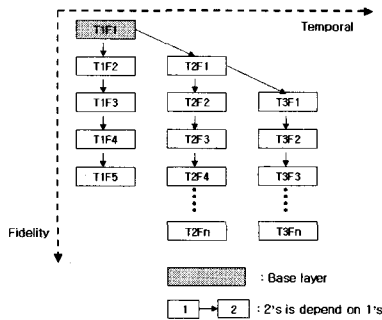 Temporal
T1F1
T1F2 T2F1
T1F3 T2F2 T3F1
T1F4 T2F3 T3F2
T1F5 T2F4 T3F3
Fidelity T2Fn T3Fn
: Base layer
1 2 : 2's is depend on 1's